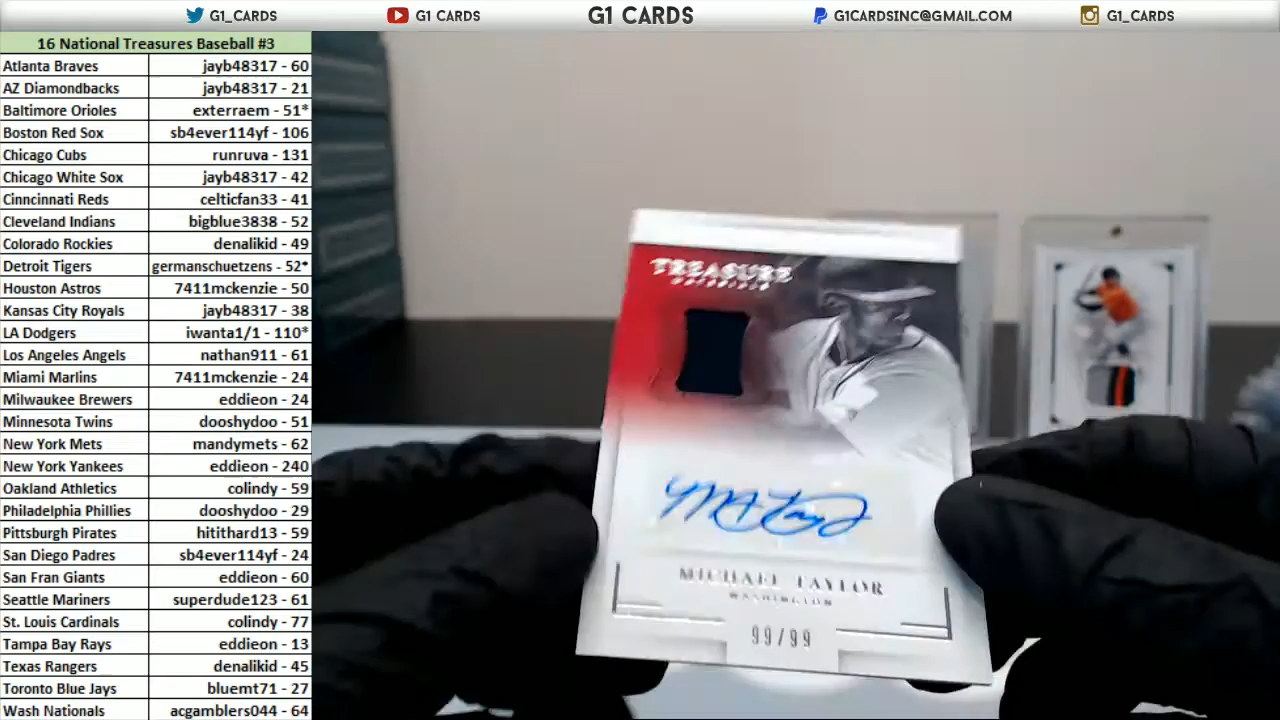 G1_CARDS
G1 CARDS
G1 CARDS
G1CARDSINC@GMAIL.COM
G1_CARDS
16 National Treasures Baseball #3
Atlanta Braves jayb48317 - 60
AZ Diamondbacks jayb48317 - 21
Baltimore Orioles exterraem - 51*
Boston Red Sox sb4ever114yf - 106
Chicago Cubs runruva - 131
Chicago White Sox jayb48317 - 42
Cinncinnati Reds celticfan33 - 41
Cleveland Indians bigblue3838 - 52
Colorado Rockies denalikid - 49
Detroit Tigers germanschuetzens - 52*
Houston Astros 7411mckenzie - 50
Kansas City Royals jayb48317 - 38
LA Dodgers iwanta1/1 - 110*
Los Angeles Angels nathan911 - 61
Miami Marlins 7411mckenzie - 24
Milwaukee Brewers eddieon - 24
Minnesota Twins dooshydoo - 51
New York Mets mandymets - 62
New York Yankees eddieon - 240
Oakland Athletics colindy - 59
Philadelphia Phillies dooshydoo - 29
Pittsburgh Pirates hitithard13 - 59
San Diego Padres sb4ever114yf - 24
San Fran Giants eddieon - 60
Seattle Mariners superdude123 - 61
St. Louis Cardinals colindy - 77
Tampa Bay Rays eddieon - 13
Texas Rangers denalikid - 45
Toronto Blue Jays bluemt71 - 27
Wash Nationals acgamblers044 - 64
TREASURE
MATERIALS
MICHAEL TAYLOR
WASHINGTON
99/99